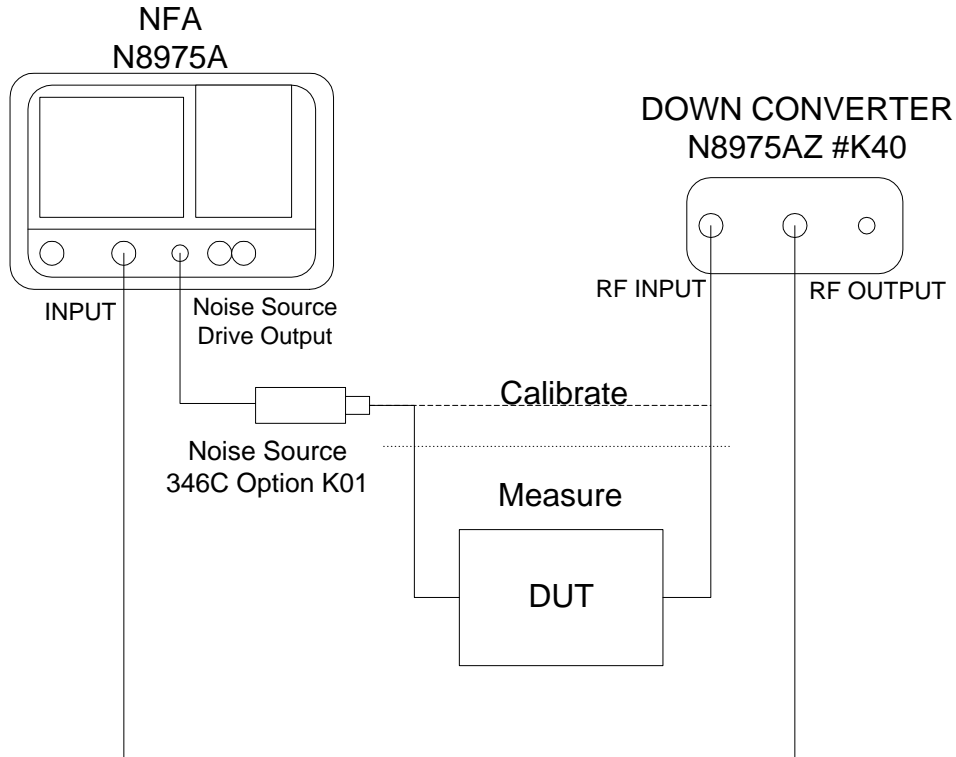 NFA
N8975A
DOWN CONVERTER
N8975AZ #K40
INPUT
Noise Source
Drive Output
RF INPUT
RF OUTPUT
Calibrate
Noise Source
346C Option K01
Measure
DUT